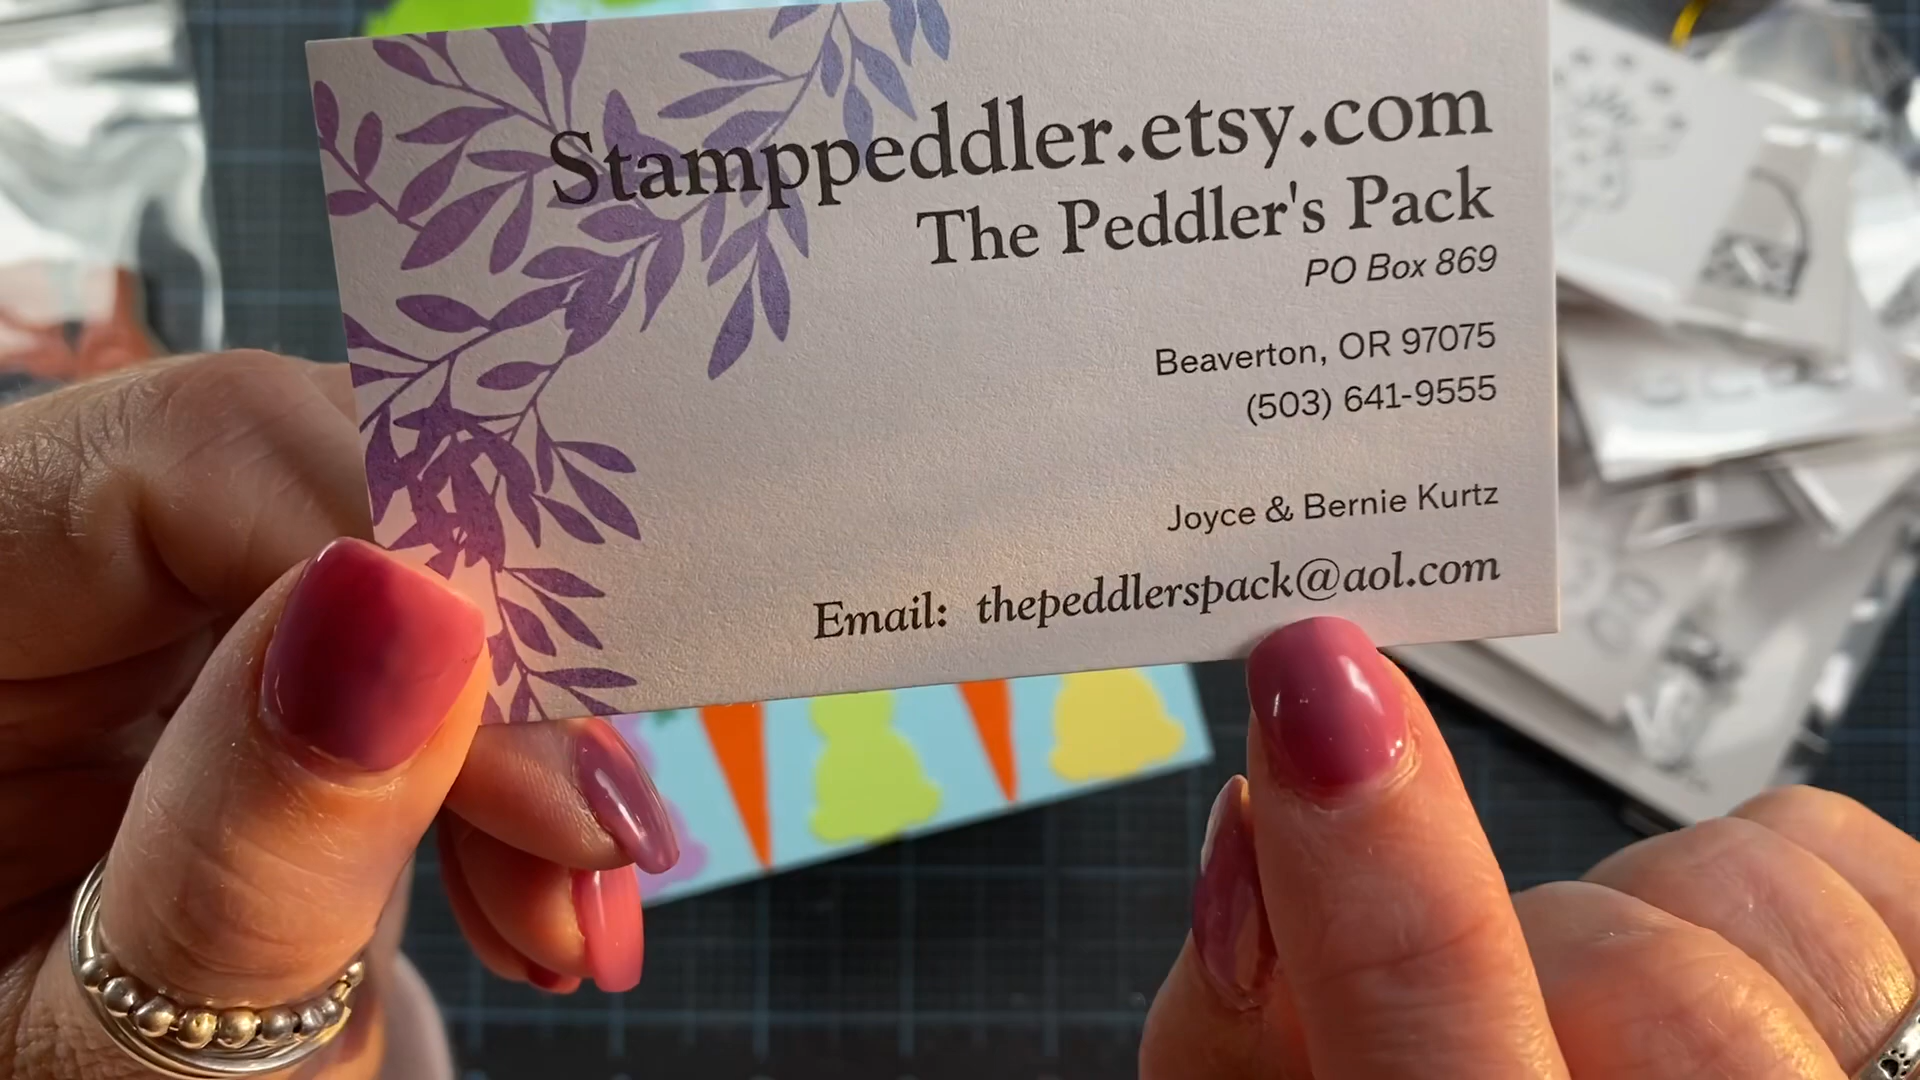 Stamppeddler.etsy.com
The Peddler's Pack
PO Box 869
Beaverton, OR 97075
(503) 641-9555
Joyce & Bernie Kurtz
Email: thepeddlerspack@aol.com